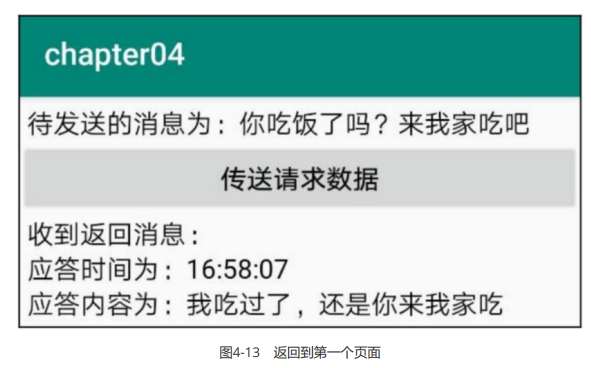 chapter04
待发送的消息为：你吃饭了吗？来我家吃吧
传送请求数据
收到返回消息：
应答时间为：16:58:07
应答内容为：我吃过了，还是你来我家吃
图4-13 返回到第一个页面